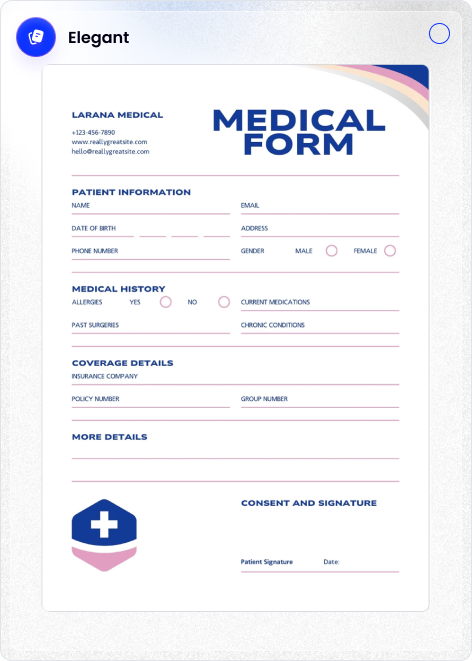 Elegant
LARANA MEDICAL
+123-456-7890
www.reallygreatsite.com
hello@reallygreatsite.com
MEDICAL
FORM
PATIENT INFORMATION
NAME
EMAIL
DATE OF BIRTH
ADDRESS
PHONE NUMBER
GENDER MALE FEMALE
MEDICAL HISTORY
ALLERGIES YES NO
CURRENT MEDICATIONS
PAST SURGERIES
CHRONIC CONDITIONS
COVERAGE DETAILS
INSURANCE COMPANY
POLICY NUMBER
GROUP NUMBER
MORE DETAILS
CONSENT AND SIGNATURE
Patient Signature Date: